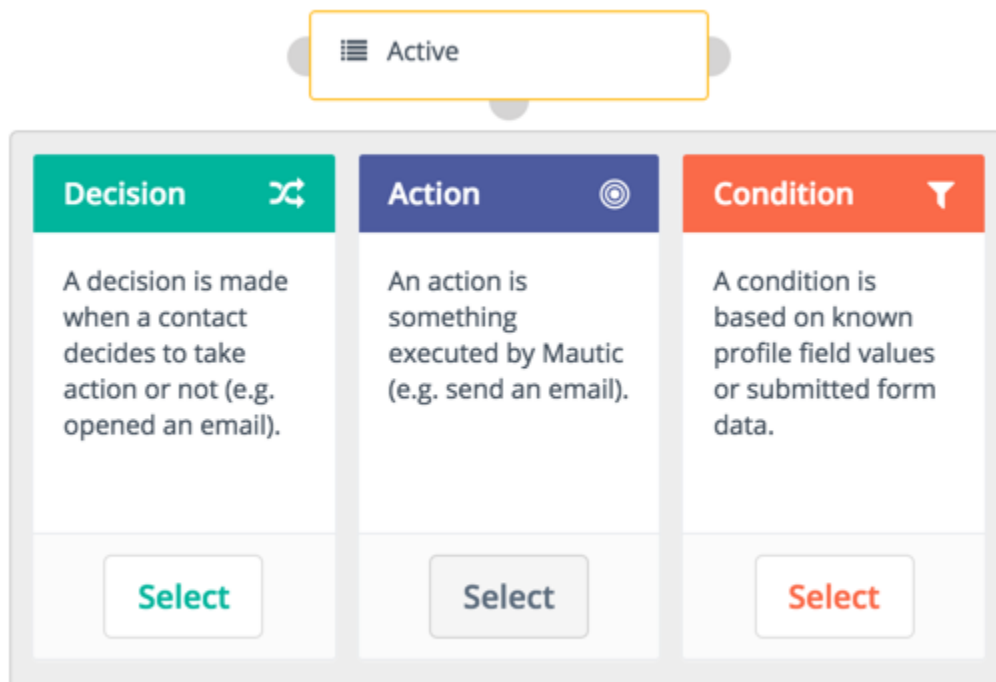 Active
Decision
A decision is made
when a contact
decides to take
action or not (e.g.
opened an email).
Select
Action
An action is
something
executed by Mautic
(e.g. send an email).
Select
Condition
A condition is
based on known
profile field values
or submitted form
data.
Select